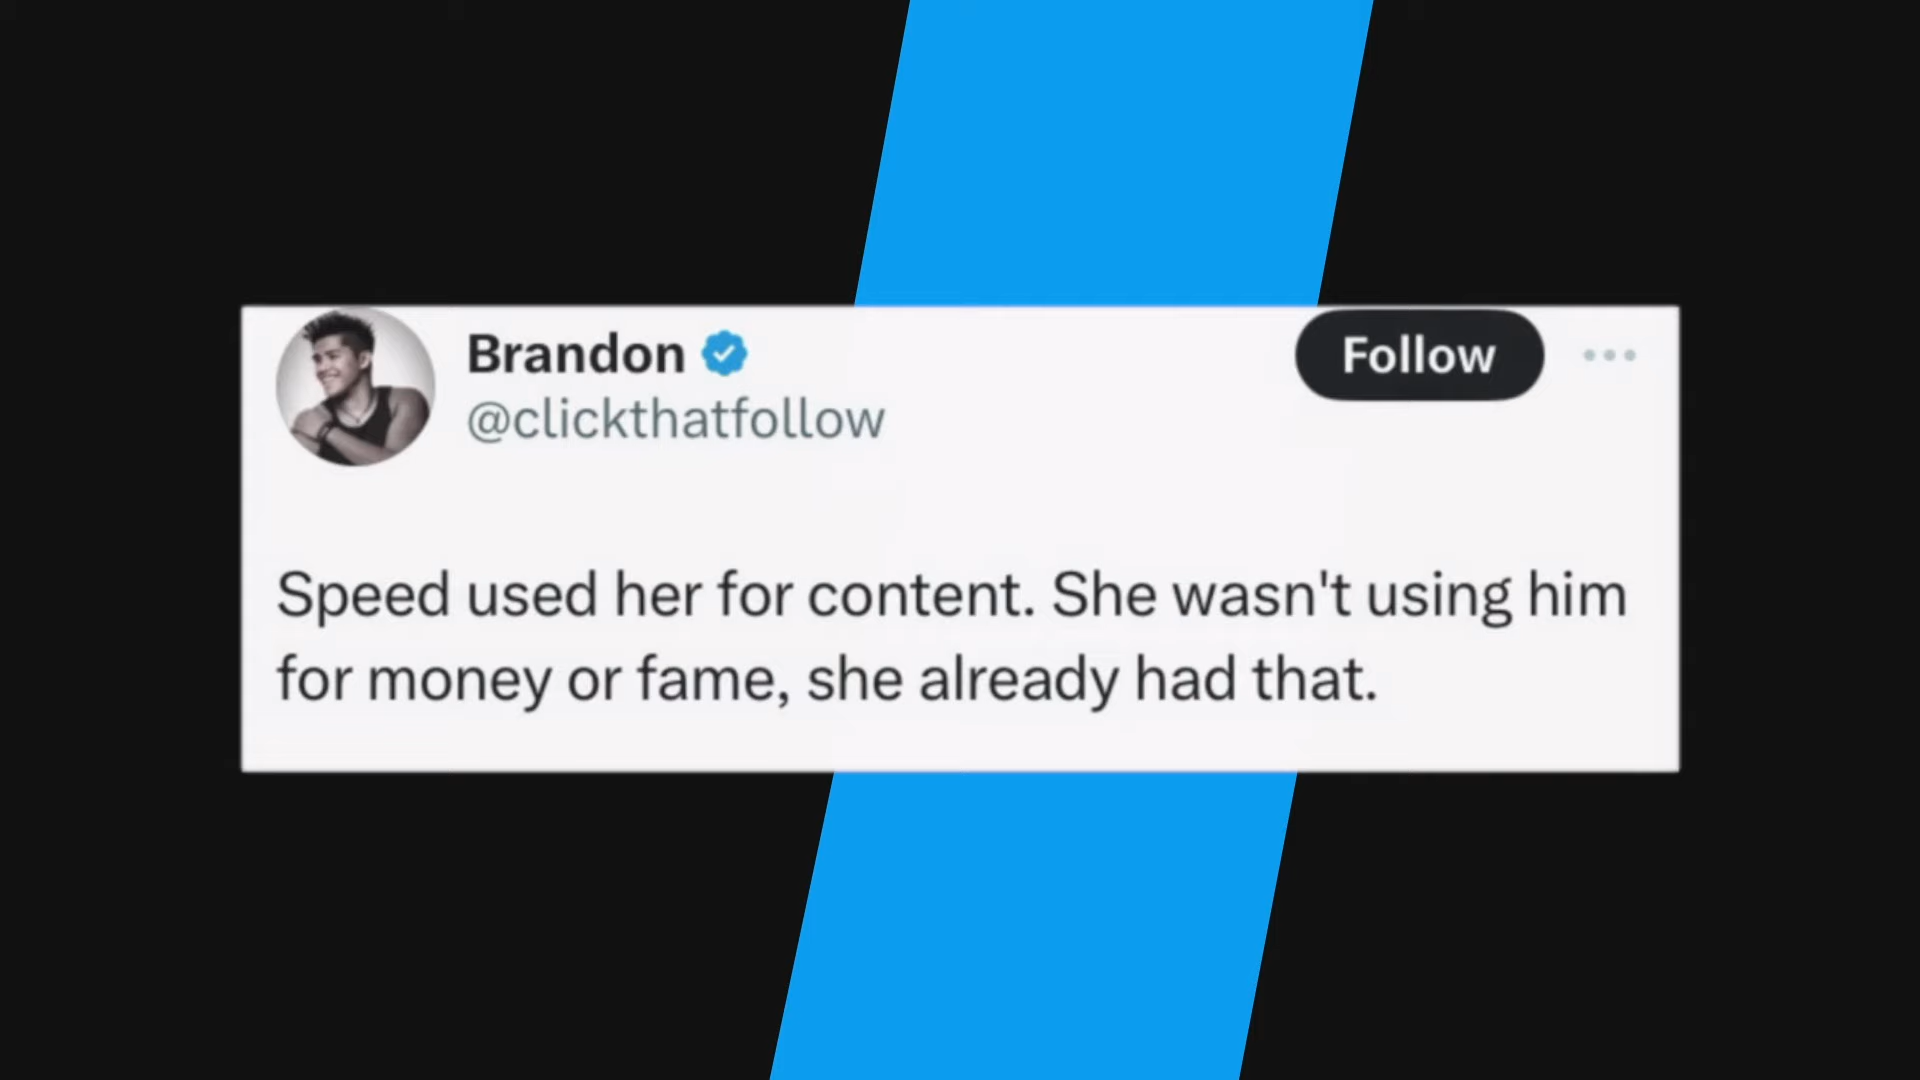 Brandon
Follow
@clickthatfollow
Speed used her for content. She wasn't using him
for money or fame, she already had that.